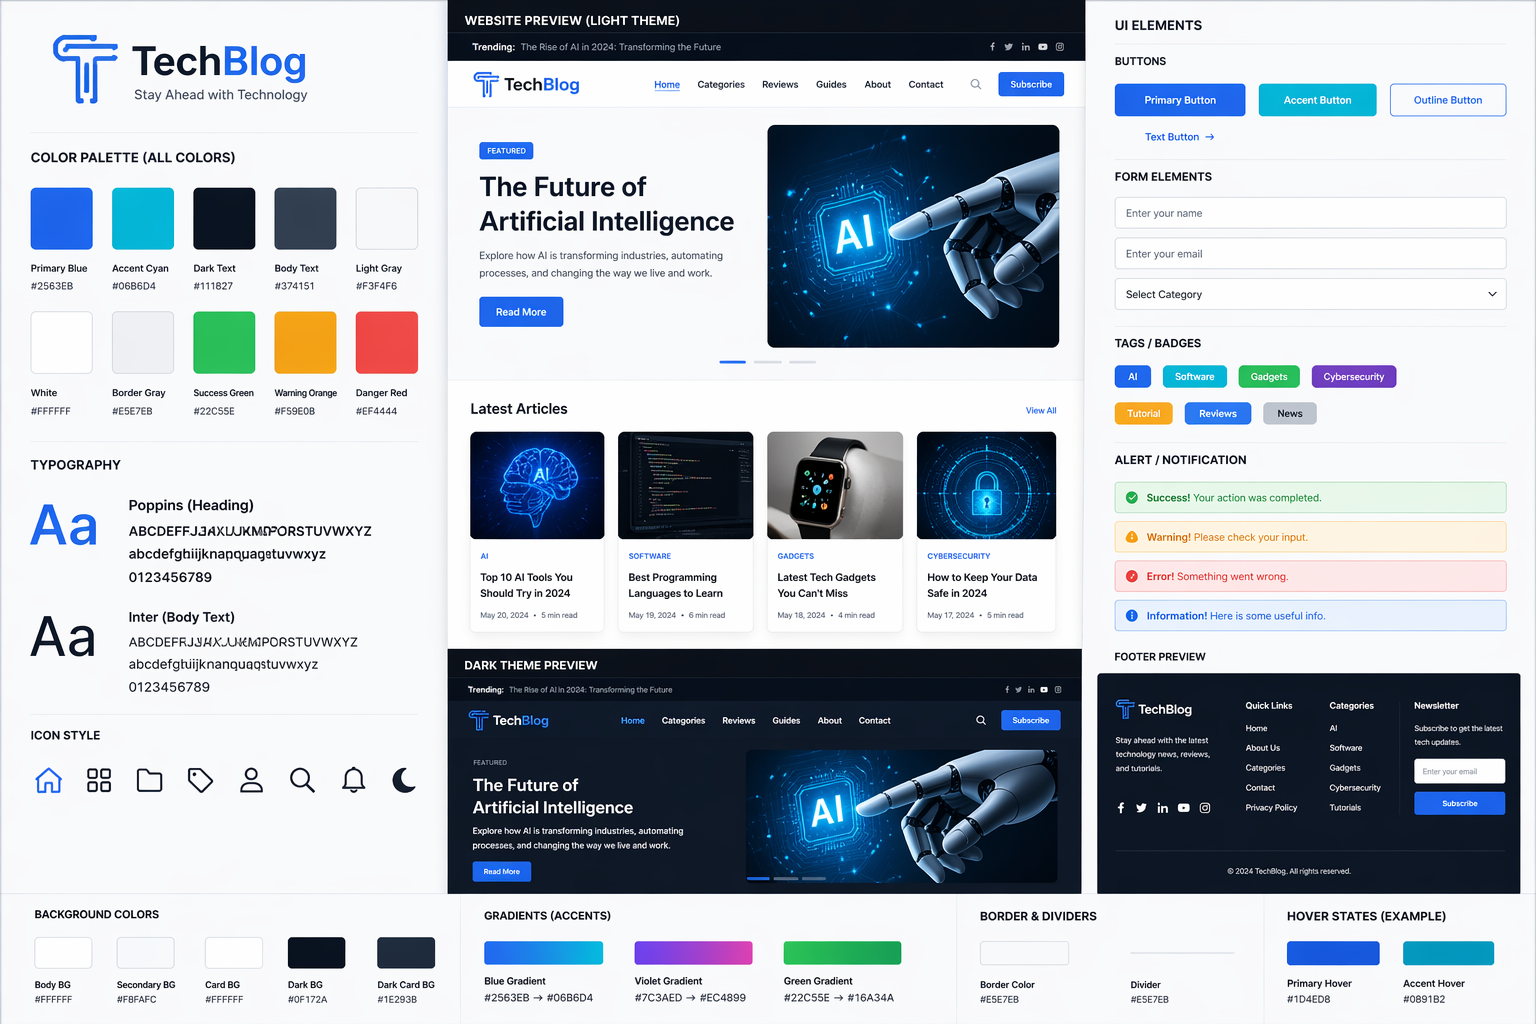 TechBlog
Stay Ahead with Technology
COLOR PALETTE (ALL COLORS)
Primary Blue
#2563EB
Accent Cyan
#06B6D4
Dark Text
#111827
Body Text
#374151
Light Gray
#F3F4F6
White
#FFFFFF
Border Gray
#E5E7EB
Success Green
#22C55E
Warning Orange
#F59E0B
Danger Red
#EF4444
TYPOGRAPHY
Aa
Poppins (Heading)
0123456789
Aa
Inter (Body Text)
0123456789
ICON STYLE
WEBSITE PREVIEW (LIGHT THEME)
Trending: The Rise of AI in 2024: Transforming the Future
TechBlog
Home Categories Reviews Guides About Contact
Subscribe
FEATURED
The Future of
Artificial Intelligence
Explore how AI is transforming industries, automating
processes, and changing the way we live and work.
Read More
AI
Latest Articles
View All
AI
AI
Top 10 AI Tools You
Should Try in 2024
May 20, 2024 • 5 min read
SOFTWARE
Best Programming
Languages to Learn
May 19, 2024 • 6 min read
GADGETS
Latest Tech Gadgets
You Can't Miss
May 18, 2024 • 4 min read
CYBERSECURITY
How to Keep Your Data
Safe in 2024
May 17, 2024 • 5 min read
DARK THEME PREVIEW
Trending: The Rise of AI In 2024: Transforming the Future
TechBlog
Home Categories Reviews Guides About Contact
Subscribe
FEATURED
The Future of
Artificial Intelligence
Explore how AI is transforming industries, automating
processes, and changing the way we live and work.
Read More
AI
UI ELEMENTS
BUTTONS
Primary Button
Accent Button
Outline Button
Text Button →
FORM ELEMENTS
Enter your name
Enter your email
Select Category
TAGS / BADGES
AI
Software
Gadgets
Cybersecurity
Tutorial
Reviews
News
ALERT / NOTIFICATION
Success! Your action was completed.
Warning! Please check your input.
Error! Something went wrong.
Information! Here is some useful info.
FOOTER PREVIEW
TechBlog
Stay ahead with the latest
technology news, reviews,
and tutorials.
Quick Links
Home
About Us
Categories
Contact
Privacy Policy
Categories
AI
Software
Gadgets
Cybersecurity
Tutorials
Newsletter
Subscribe to get the latest
tech updates.
Enter your email
Subscribe
© 2024 TechBlog. All rights reserved.
BACKGROUND COLORS
Body BG
#FFFFFF
Secondary BG
#F8FAFC
Card BG
#FFFFFF
Dark BG
#0F172A
Dark Card BG
#1E293B
GRADIENTS (ACCENTS)
Blue Gradient
#2563EB → #06B6D4
Violet Gradient
#7C3AED → #EC4899
Green Gradient
#22C55E → #16A34A
BORDER & DIVIDERS
Border Color
#E5E7EB
Divider
#E5E7EB
HOVER STATES (EXAMPLE)
Primary Hover
#1D4ED8
Accent Hover
#0891B2